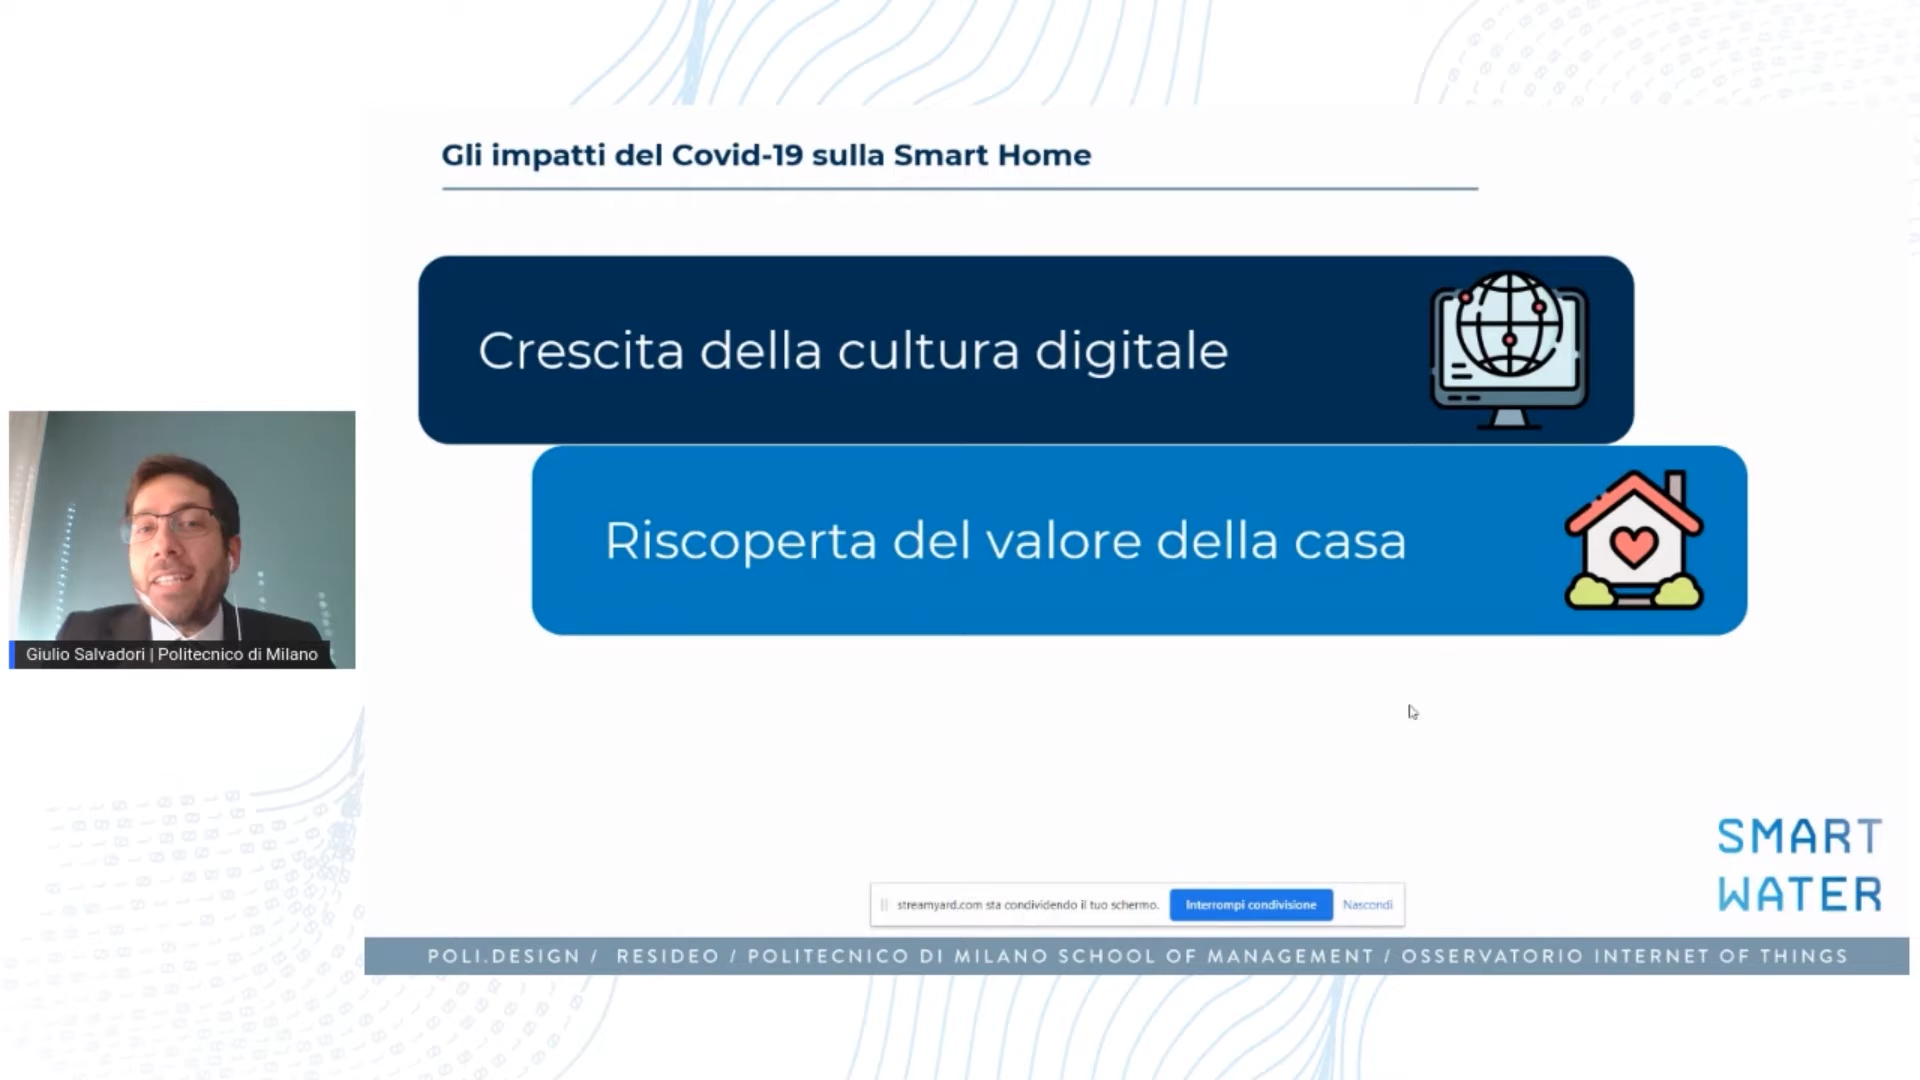 Gli impatti del Covid-19 sulla Smart Home
Crescita della cultura digitale
Riscoperta del valore della casa
Giulio Salvadori | Politecnico di Milano
SMART
WATER
streamyard.com sta condividendo il tuo schermo. Interrompi condivisione Nascondi
POLI.DESIGN / RESIDEO / POLITECNICO DI MILANO SCHOOL OF MANAGEMENT / OSSERVATORIO INTERNET OF THINGS